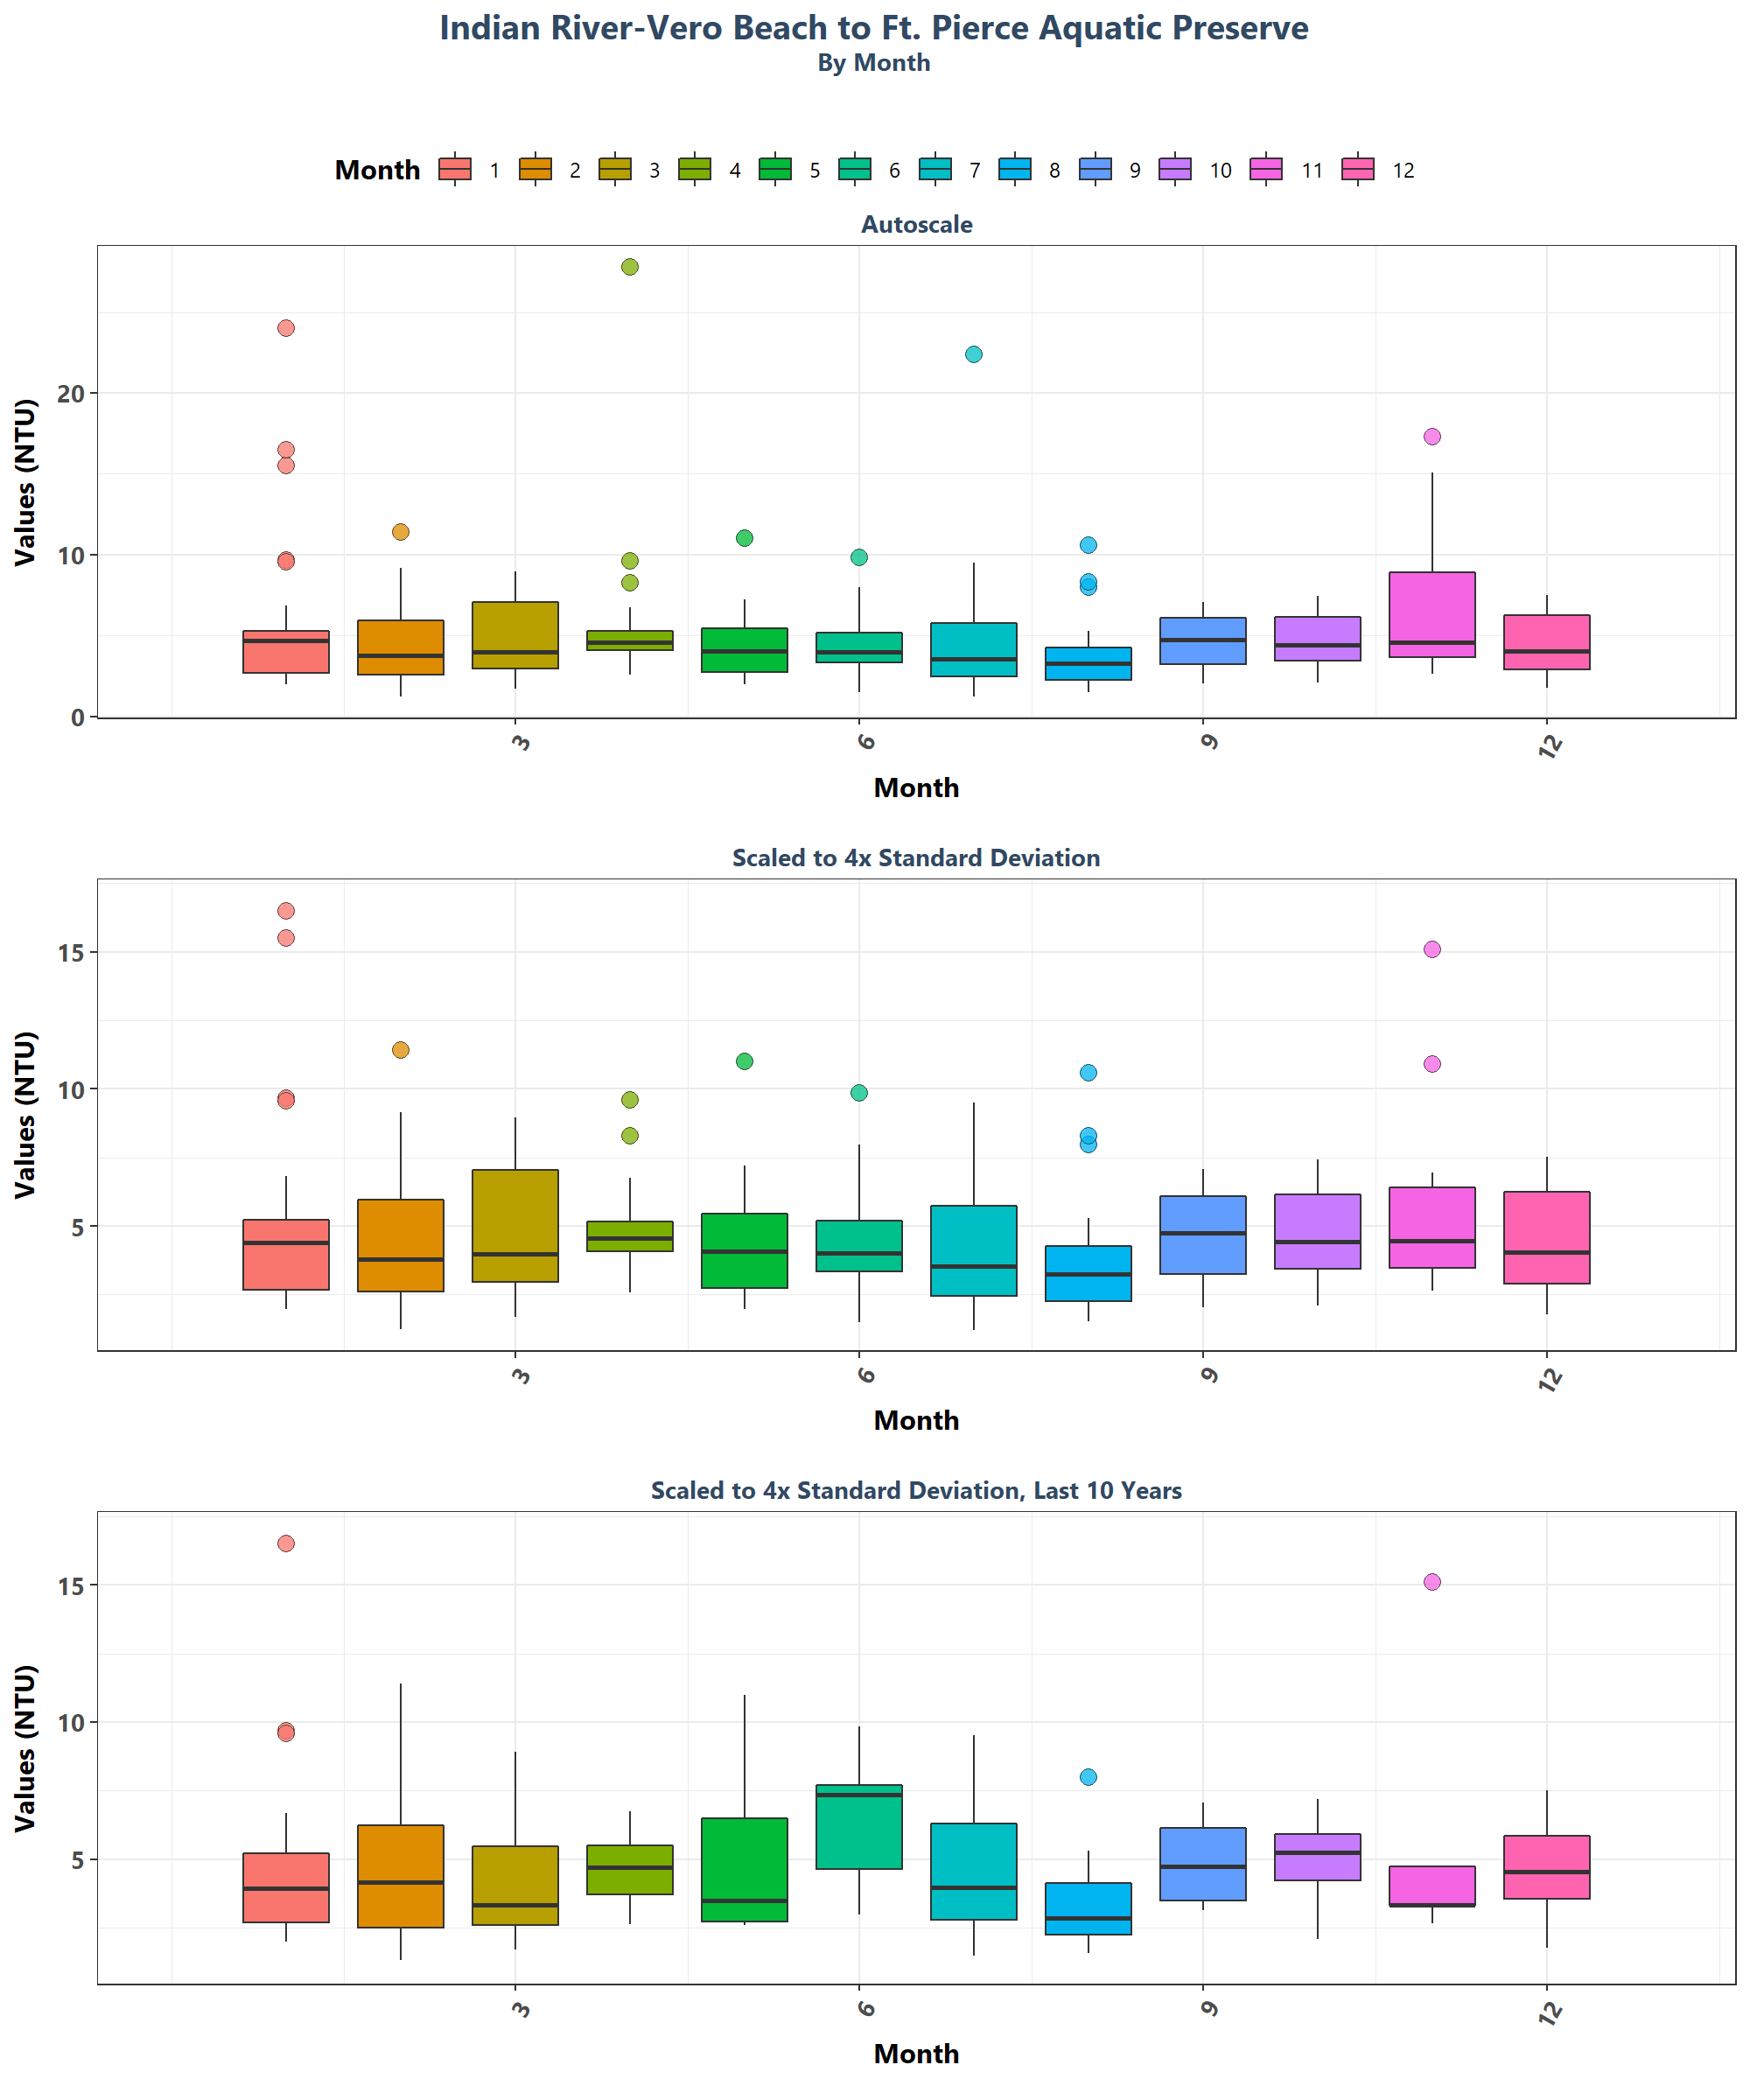 Indian River-Vero Beach to Ft. Pierce Aquatic Preserve
By Month
Month 1 2 3 4 5 6 7 8 9 10 11 12
Autoscale
Values (NTU)
20
10
0
3 6 9 12
Month
Scaled to 4x Standard Deviation
Values (NTU)
15
10
5
3 6 9 12
Month
Scaled to 4x Standard Deviation, Last 10 Years
Values (NTU)
15
10
5
3 6 9 12
Month